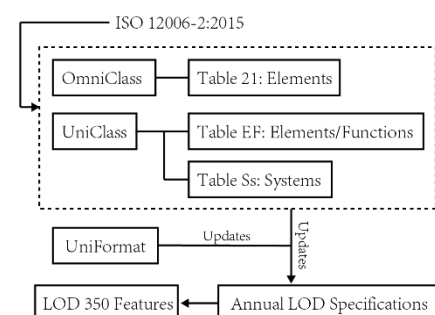 ISO 12006-2:2015
OmniClass
Table 21: Elements
UniClass
Table EF: Elements/Functions
Table Ss: Systems
UniFormat
Updates
Updates
LOD 350 Features
Annual LOD Specifications